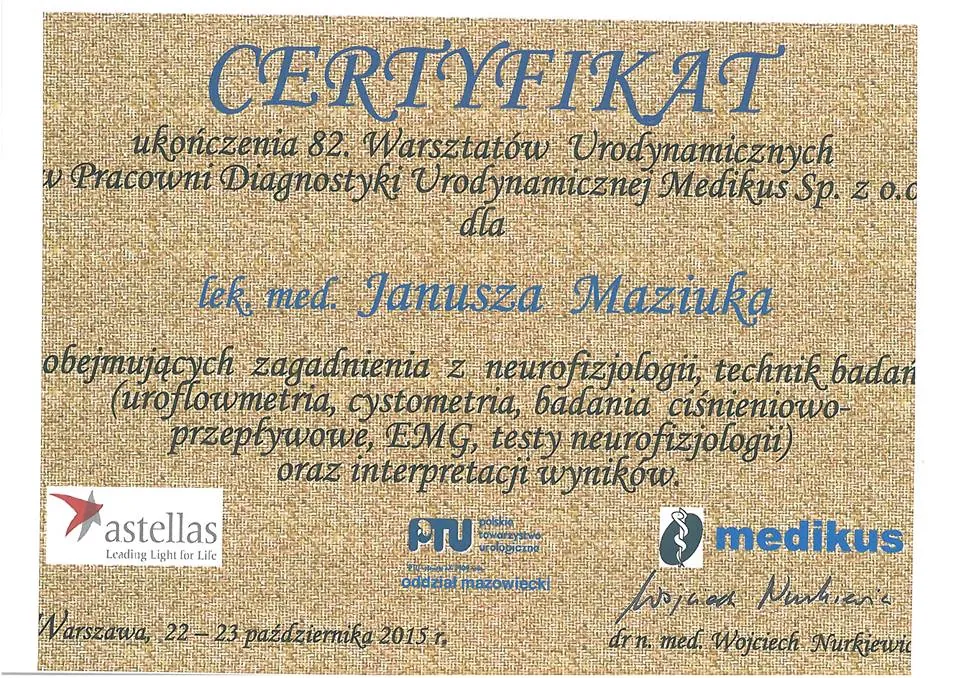 CERTYFIKAT
ukończenia 82. Warsztatów Urodynamicznych
w Pracowni Diagnostyki Urodynamicznej Medikus Sp. z o.o
dla
lek. med. Janusza Maziuka
obejmujących zagadnienia z neurofizjologii, technik badań
(uroflowmetria, cystometria, badania ciśnieniowo-
przepływowe, EMG, testy neurofizjologii)
oraz interpretacji wyników.
astellas
Leading Light for Life
PTU polskie
towarzystwo
urologiczne
oddział mazowiecki
medikus
Wojciech Nurkiewicz
Warszawa, 22 – 23 października 2015 r.
dr n. med. Wojciech Nurkiewic